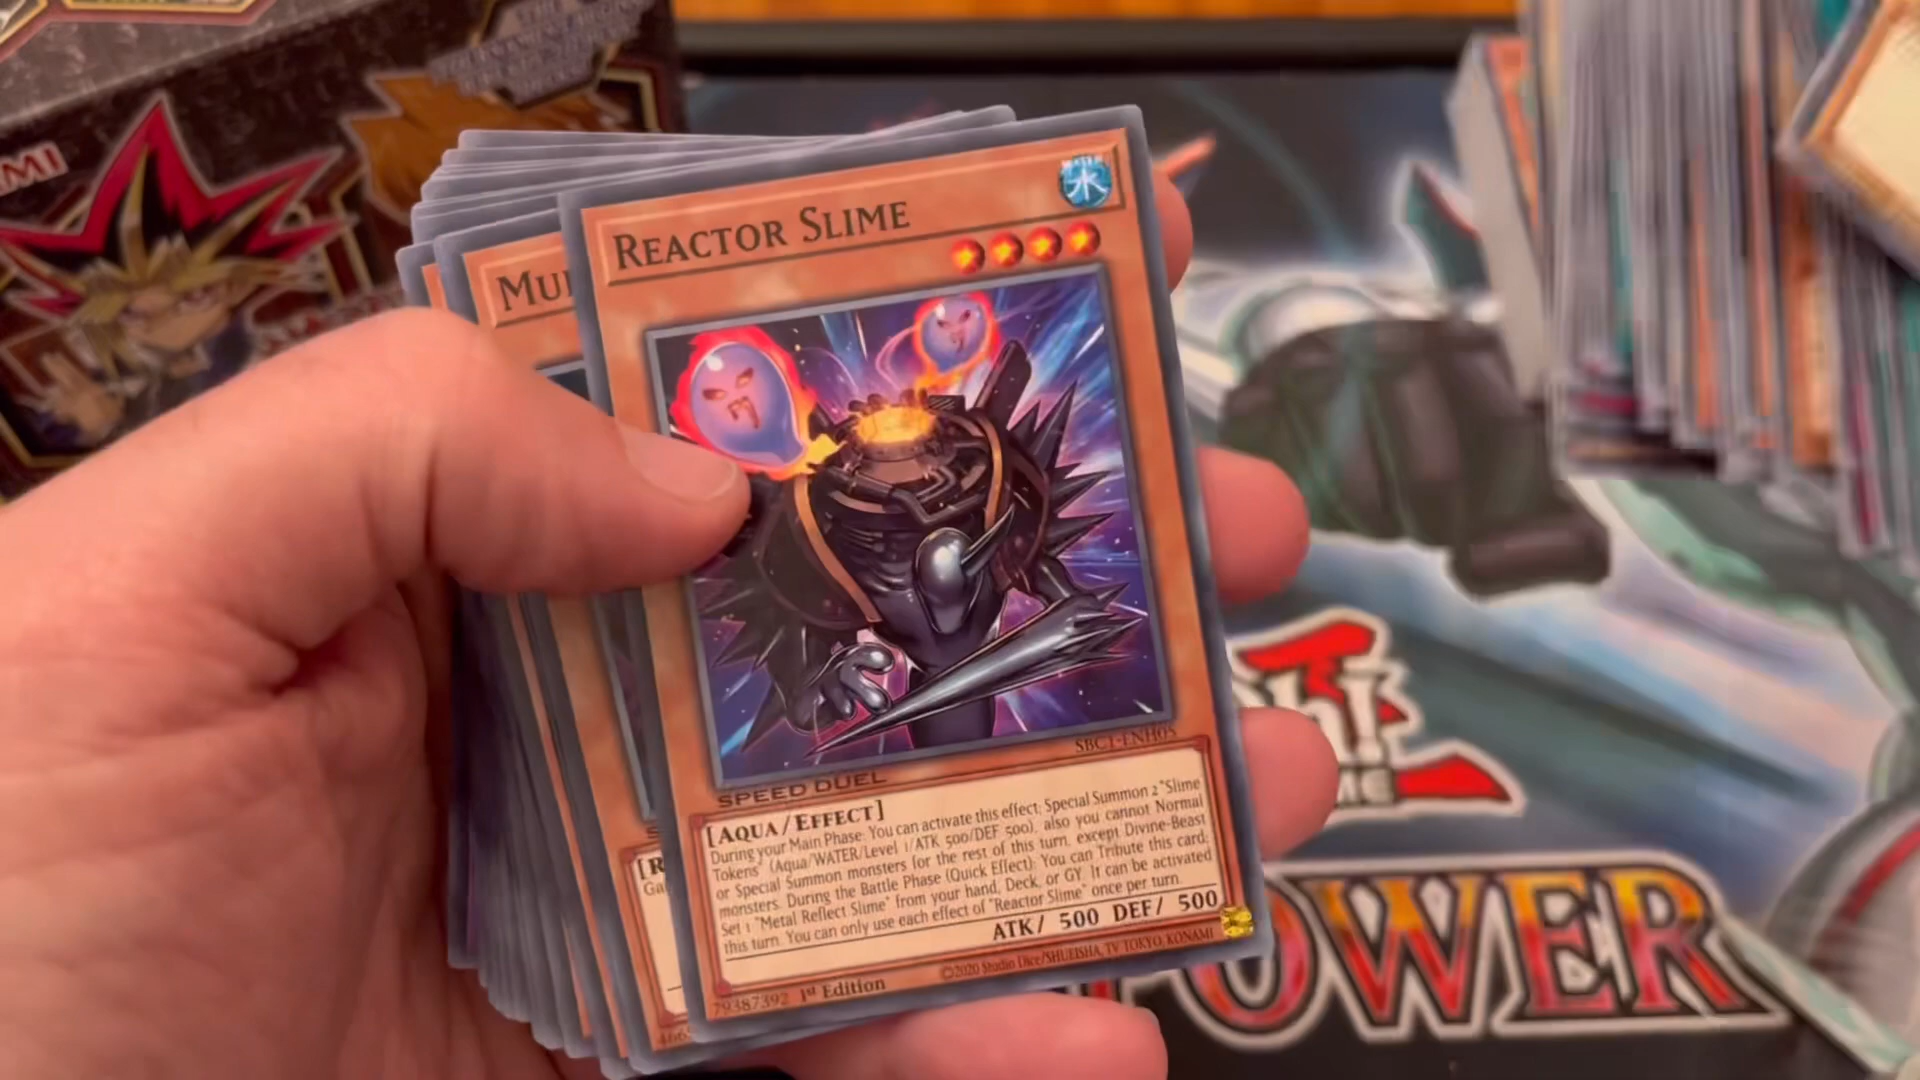 MI
REACTOR SLIME
MU
水
SBC1-ENH05
SPEED DUEL
[AQUA/EFFECT]
During your Main Phase: You can activate this effect; Special Summon 2 "Slime
Tokens" (Aqua/WATER/Level 1/ATK 500/DEF 500), also you cannot Normal
or Special Summon monsters for the rest of this turn, except Divine-Beast
monsters. During the Battle Phase (Quick Effect): You can Tribute this card;
Set 1 "Metal Reflect Slime" from your hand, Deck, or GY. It can be activated
this turn. You can only use each effect of "Reactor Slime" once per turn.
ATK/ 500 DEF/ 500
79387392 1st Edition
©2020 Studio Dice/SHUEISHA, TV TOKYO, KONAMI
[R
Ga
466
h!
ME
POWER